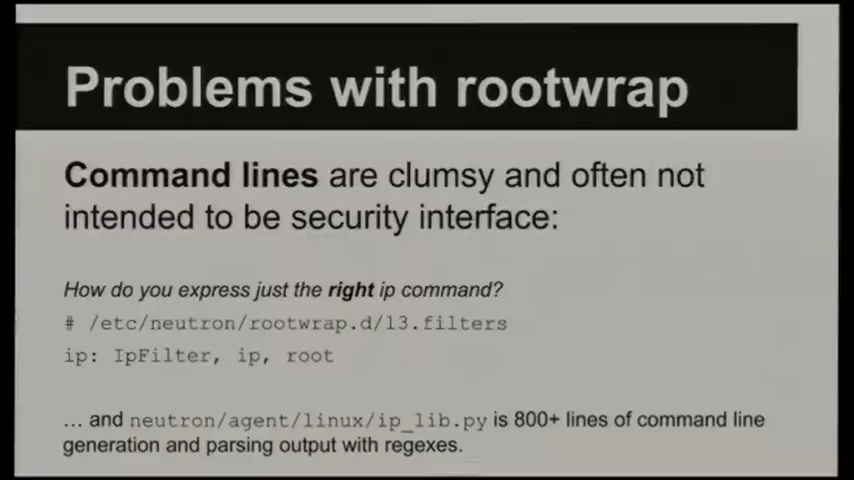 Problems with rootwrap
Command lines are clumsy and often not
intended to be security interface:
How do you express just the right ip command?
# /etc/neutron/rootwrap.d/l3.filters
ip: IpFilter, ip, root
... and neutron/agent/linux/ip_lib.py is 800+ lines of command line
generation and parsing output with regexes.